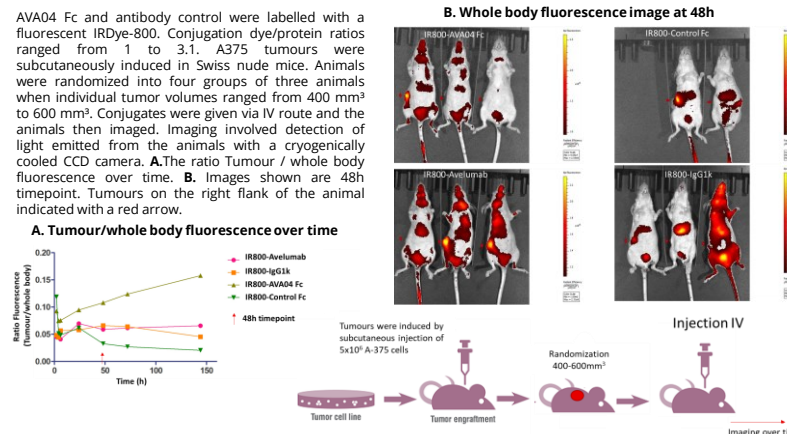 AVA04 Fc and antibody control were labelled with a
fluorescent IRDye-800. Conjugation dye/protein ratios
ranged from 1 to 3.1. A375 tumours were
subcutaneously induced in Swiss nude mice. Animals
were randomized into four groups of three animals
when individual tumor volumes ranged from 400 mm³
to 600 mm³. Conjugates were given via IV route and the
animals then imaged. Imaging involved detection of
light emitted from the animals with a cryogenically
cooled CCD camera. A.The ratio Tumour / whole body
fluorescence over time. B. Images shown are 48h
timepoint. Tumours on the right flank of the animal
indicated with a red arrow.
A. Tumour/whole body fluorescence over time
Ratio Fluorescence
(Tumour/whole body)
0.20
0.15
0.10
0.05
0.00
0
50
100
150
Time (h)
IR800-Avelumab
IR800-IgG1k
IR800-AVA04 Fc
IR800-Control Fc
48h timepoint
B. Whole body fluorescence image at 48h
IR800-AVA04 Fc
IR800-Control Fc
IR800-Avelumab
IR800-IgG1k
Tumours were induced by
subcutaneous injection of
5x10⁶ A-375 cells
Randomization
400-600mm³
Injection IV
Tumor cell line
Tumor engraftment
Imaging over ti